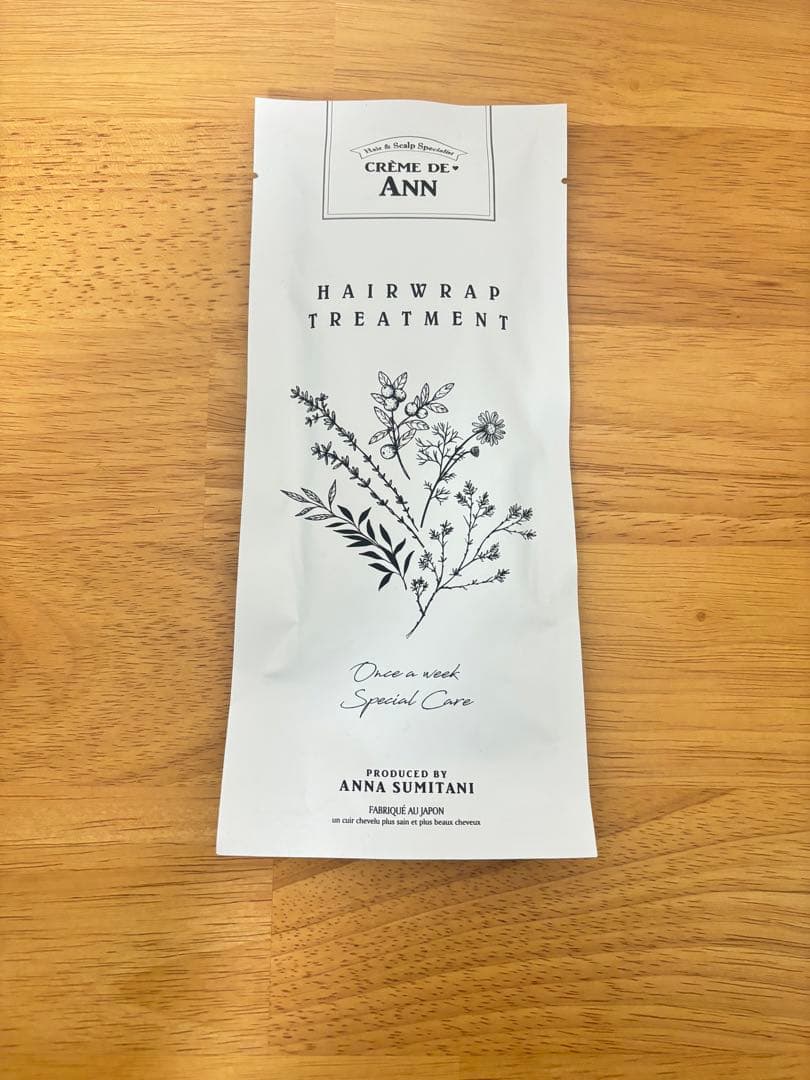 Hair & Scalp Specialist
CRÈME DE♥
ANN
HAIRWRAP
TREATMENT
Once a week
Special Care
PRODUCED BY
ANNA SUMITANI
FABRIQUÉ AU JAPON
un cuir chevelu plus sain et plus beaux cheveux